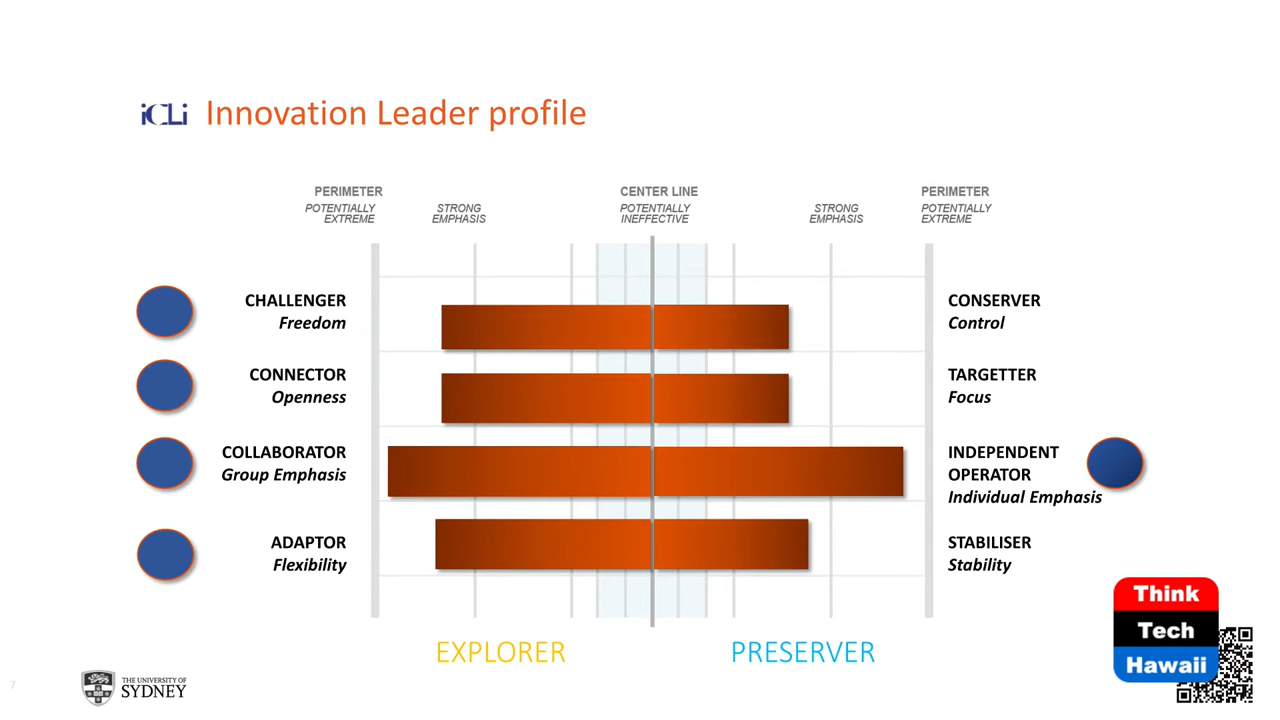 iCLi Innovation Leader profile
PERIMETER
POTENTIALLY
EXTREME
STRONG
EMPHASIS
CENTER LINE
POTENTIALLY
INEFFECTIVE
STRONG
EMPHASIS
PERIMETER
POTENTIALLY
EXTREME
CHALLENGER
Freedom
CONSERVER
Control
CONNECTOR
Openness
TARGETTER
Focus
COLLABORATOR
Group Emphasis
INDEPENDENT
OPERATOR
Individual Emphasis
ADAPTOR
Flexibility
STABILISER
Stability
EXPLORER
PRESERVER
7
THE UNIVERSITY OF
SYDNEY
Think
Tech
Hawaii